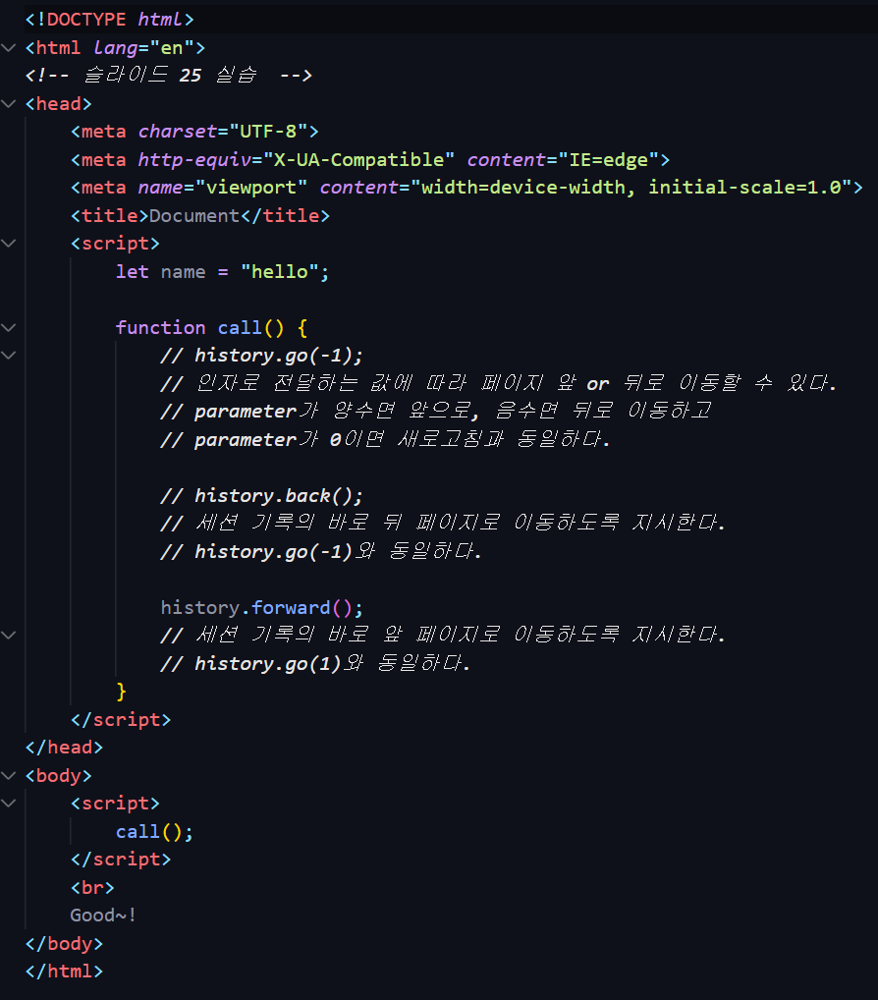 <!DOCTYPE html>
<html lang="en">
<!-- 슬라이드 25 실습  -->
<head>
    <meta charset="UTF-8">
    <meta http-equiv="X-UA-Compatible" content="IE=edge">
    <meta name="viewport" content="width=device-width, initial-scale=1.0">
    <title>Document</title>
    <script>
        let name = "hello";

        function call() {
            // history.go(-1);
            // 인자로 전달하는 값에 따라 페이지 앞 or 뒤로 이동할 수 있다.
            // parameter가 양수면 앞으로, 음수면 뒤로 이동하고
            // parameter가 0이면 새로고침과 동일하다.

            // history.back();
            // 세션 기록의 바로 뒤 페이지로 이동하도록 지시한다.
            // history.go(-1)와 동일하다.

            history.forward();
            // 세션 기록의 바로 앞 페이지로 이동하도록 지시한다.
            // history.go(1)와 동일하다.
        }
    </script>
</head>
<body>
    <script>
        call();
    </script>
    <br>
    Good~!
</body>
</html>